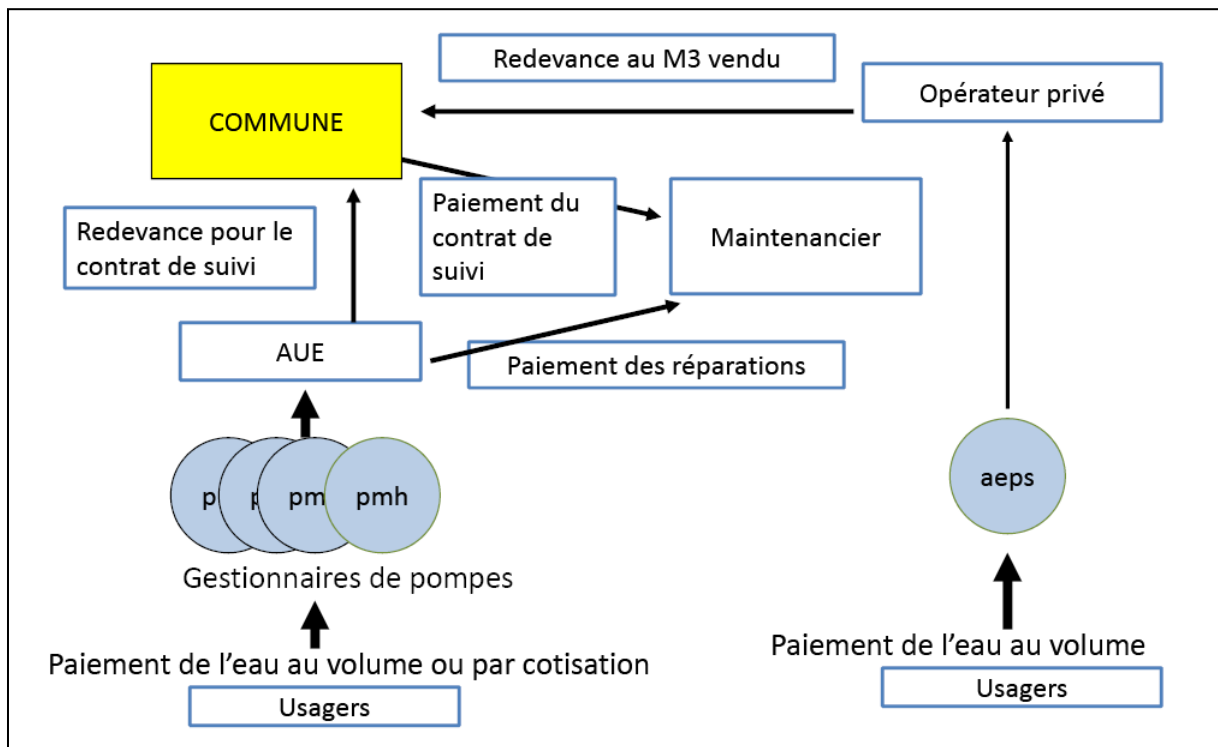 Redevance au M3 vendu
Opérateur privé
COMMUNE
Redevance pour le
contrat de suivi
Paiement du
contrat de
suivi
Maintenancier
AUE
Paiement des réparations
p
p
pm
pmh
aeps
Gestionnaires de pompes
Paiement de l’eau au volume ou par cotisation
Usagers
Paiement de l’eau au volume
Usagers